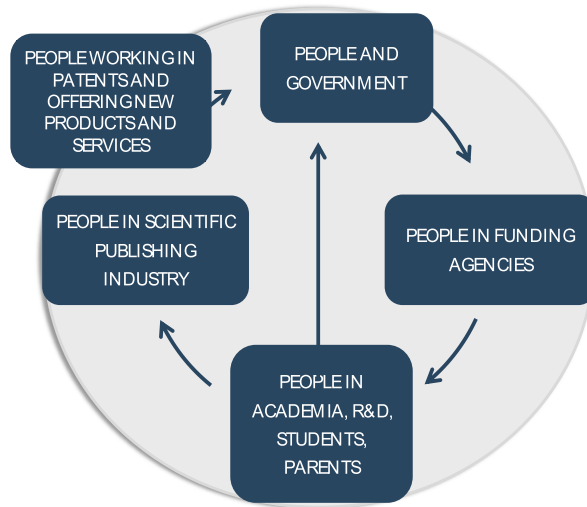 PEOPLE WORKING IN
PATENTS AND
OFFERING NEW
PRODUCTS AND
SERVICES
PEOPLE AND
GOVERNMENT
PEOPLE IN SCIENTIFIC
PUBLISHING
INDUSTRY
PEOPLE IN FUNDING
AGENCIES
PEOPLE IN
ACADEMIA, R&D,
STUDENTS,
PARENTS